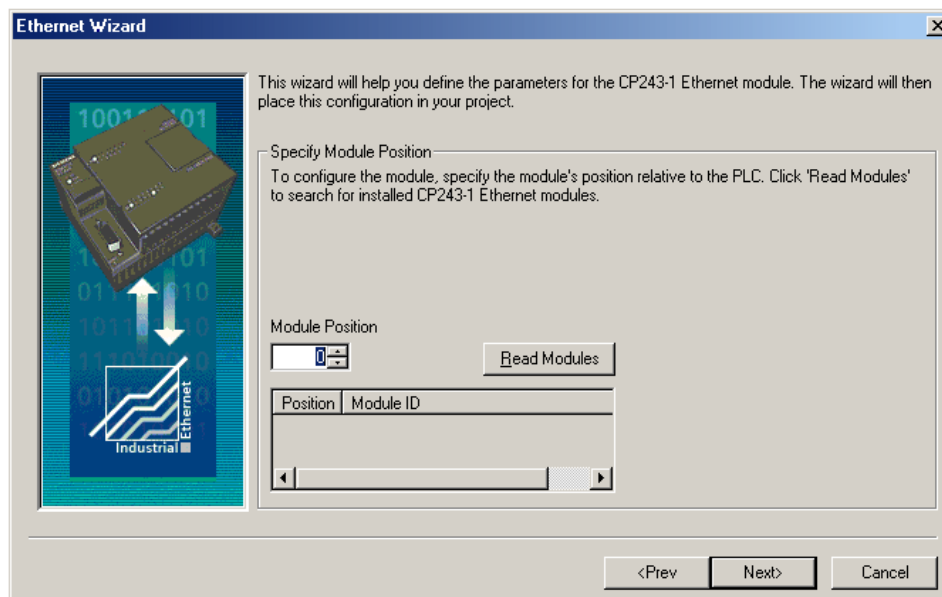 Ethernet Wizard
This wizard will help you define the parameters for the CP243-1 Ethernet module. The wizard will then
place this configuration in your project.
Specify Module Position
To configure the module, specify the module's position relative to the PLC. Click 'Read Modules'
to search for installed CP243-1 Ethernet modules.
Module Position
0
Read Modules
Position Module ID
Industrial Ethernet
<Prev Next> Cancel